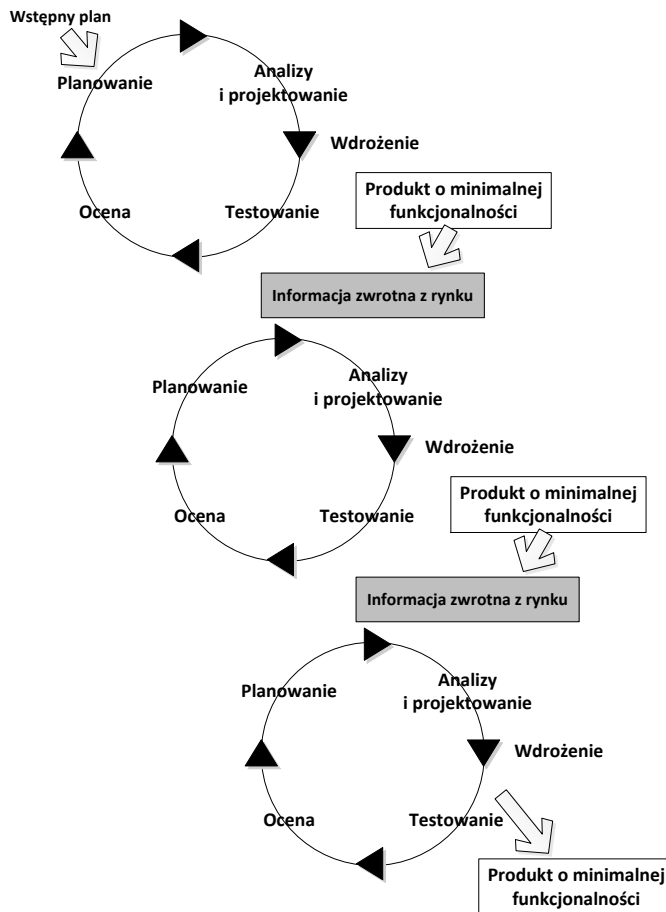 Wstępny plan
Planowanie
Analizy
i projektowanie
Wdrożenie
Ocena
Testowanie
Produkt o minimalnej
funkcjonalności
Informacja zwrotna z rynku
Planowanie
Analizy
i projektowanie
Wdrożenie
Ocena
Testowanie
Produkt o minimalnej
funkcjonalności
Informacja zwrotna z rynku
Planowanie
Analizy
i projektowanie
Wdrożenie
Ocena
Testowanie
Produkt o minimalnej
funkcjonalności